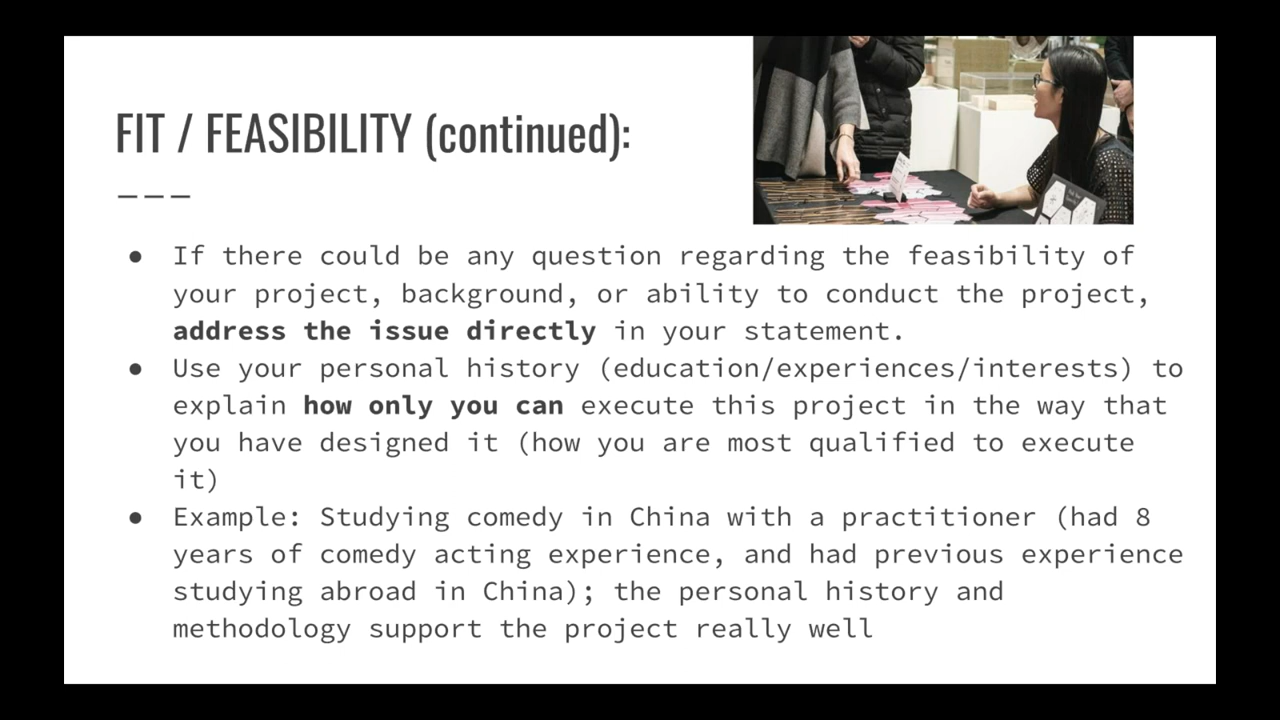 FIT / FEASIBILITY (continued):
● If there could be any question regarding the feasibility of
your project, background, or ability to conduct the project,
address the issue directly in your statement.
● Use your personal history (education/experiences/interests) to
explain how only you can execute this project in the way that
you have designed it (how you are most qualified to execute
it)
● Example: Studying comedy in China with a practitioner (had 8
years of comedy acting experience, and had previous experience
studying abroad in China); the personal history and
methodology support the project really well